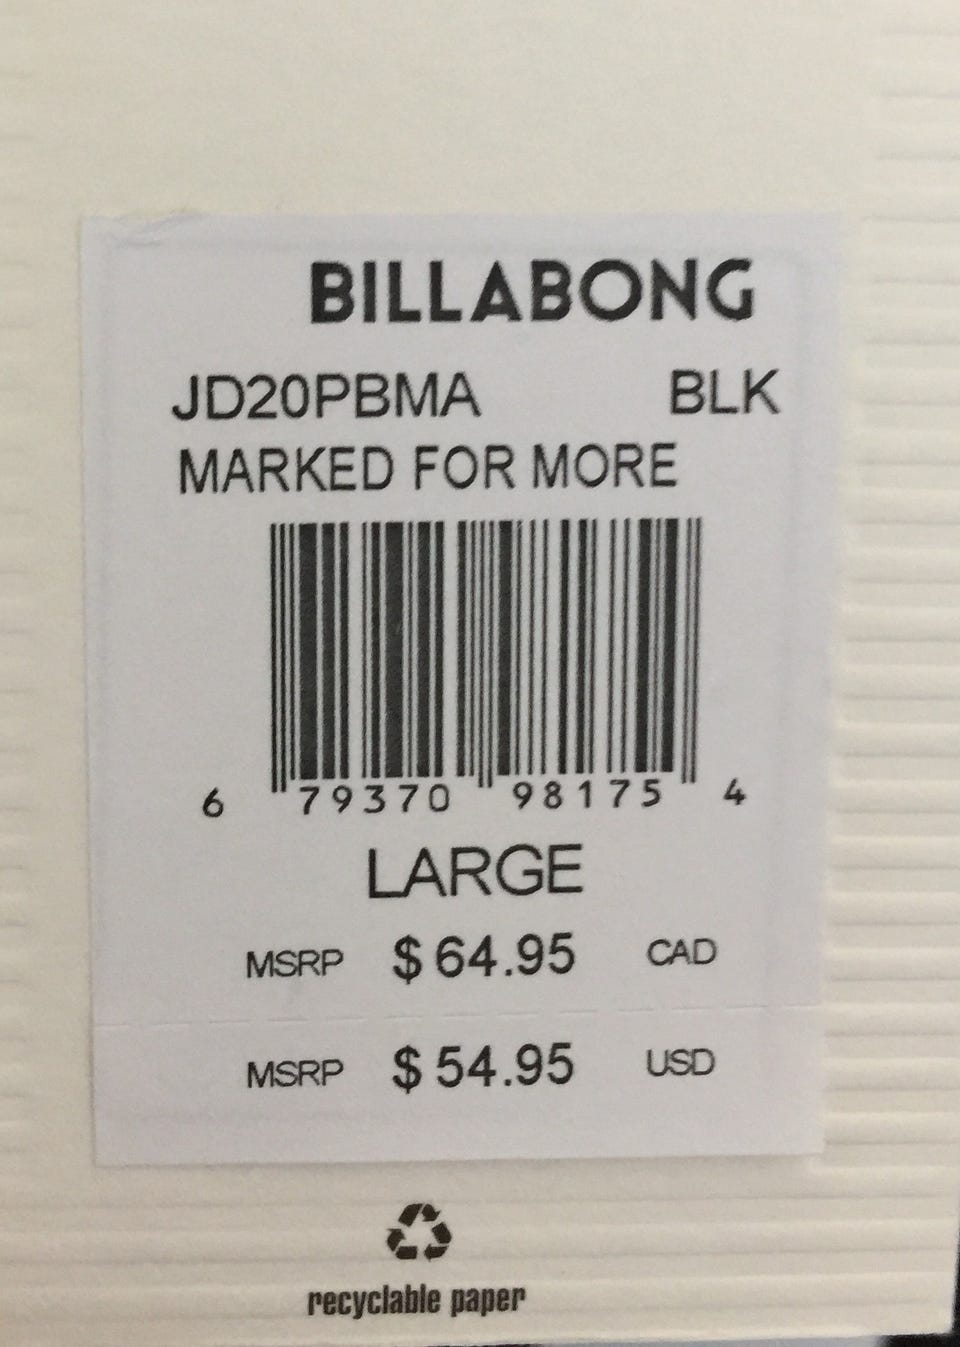 BILLABONG
JD20PBMA BLK
MARKED FOR MORE
6 79370 98175 4
LARGE
MSRP $ 64.95 CAD
MSRP $ 54.95 USD
recyclable paper